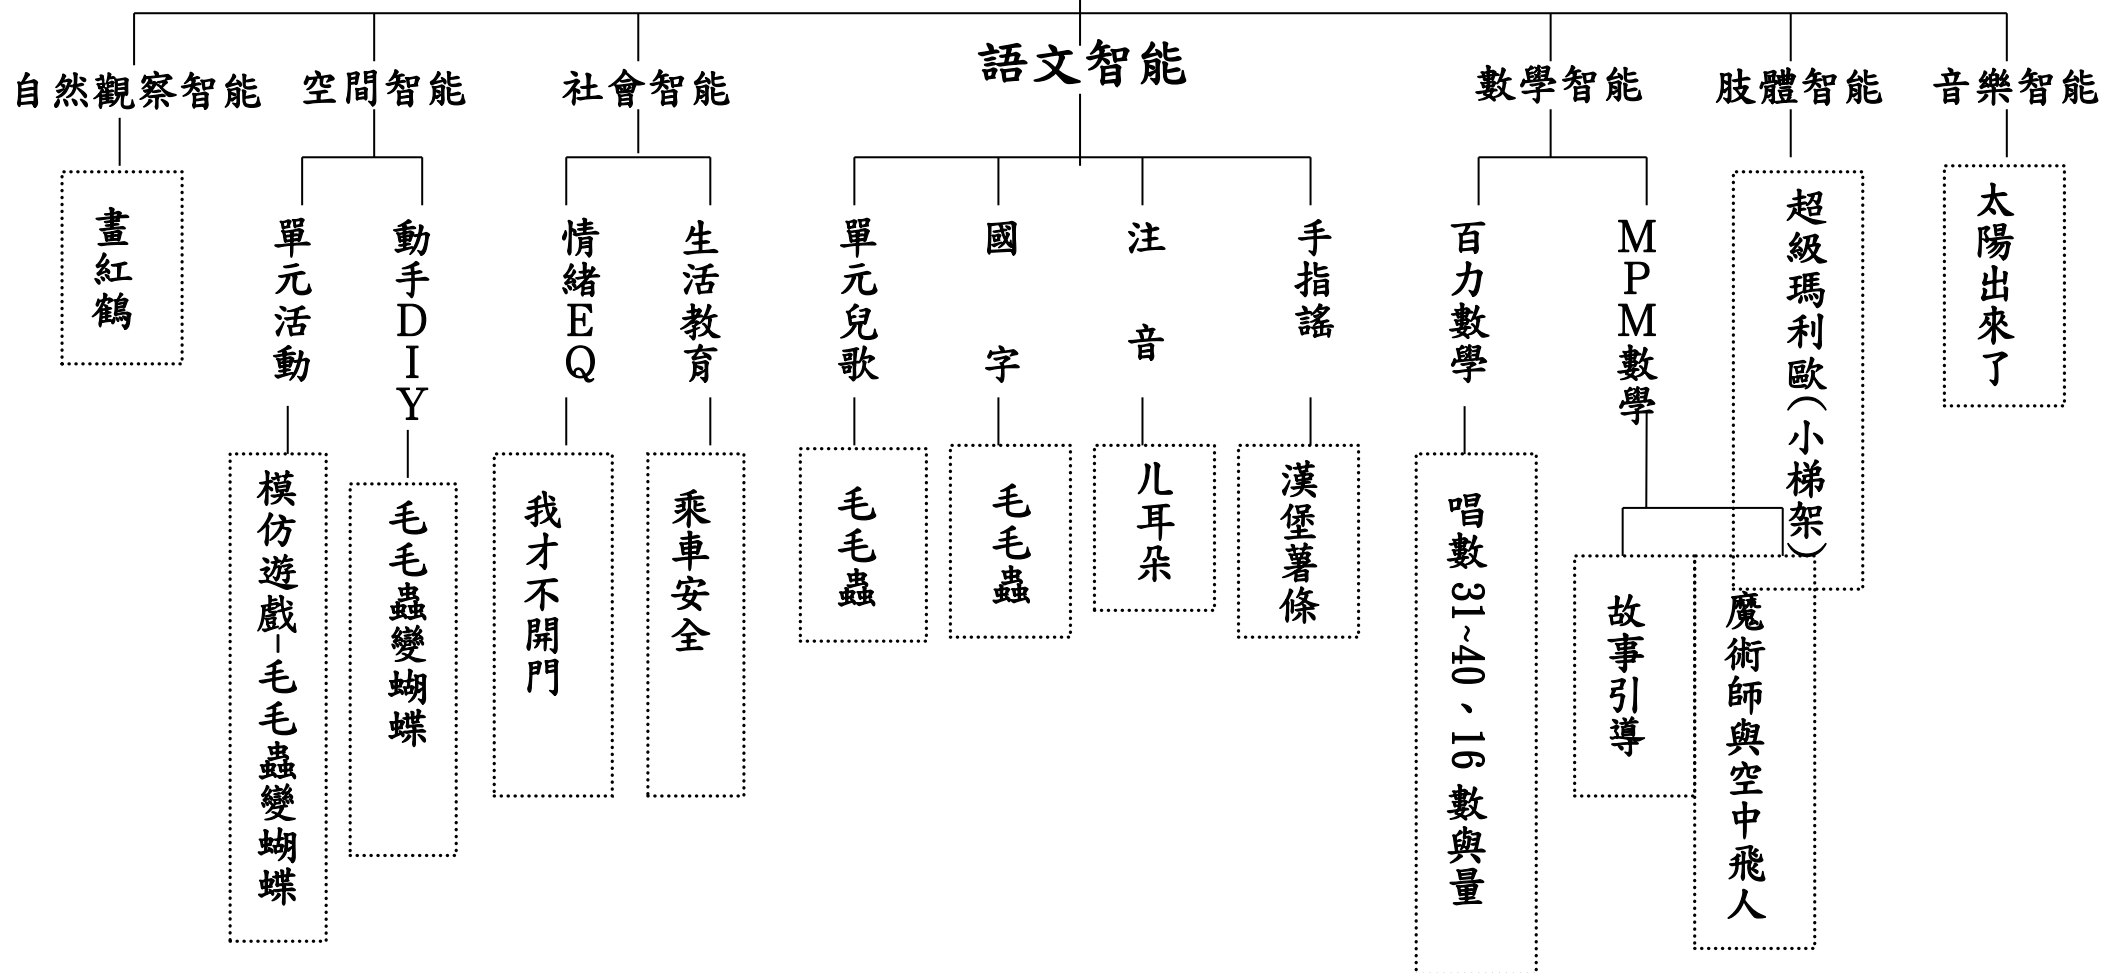 語文智能
自然觀察智能
空間智能
社會智能
數學智能
肢體智能
音樂智能
畫紅鶴
單元活動
動手DIY
情緒EQ
生活教育
單元兒歌
國字
注音
手指謠
百力數學
MPM數學
超級瑪利歐(小梯架)
太陽出來了
模仿遊戲-毛毛蟲變蝴蝶
毛毛蟲變蝴蝶
我才不開門
乘車安全
毛毛蟲
毛毛蟲
ㄦ耳朵
漢堡薯條
唱數31~40、16數與量
故事引導
魔術師與空中飛人